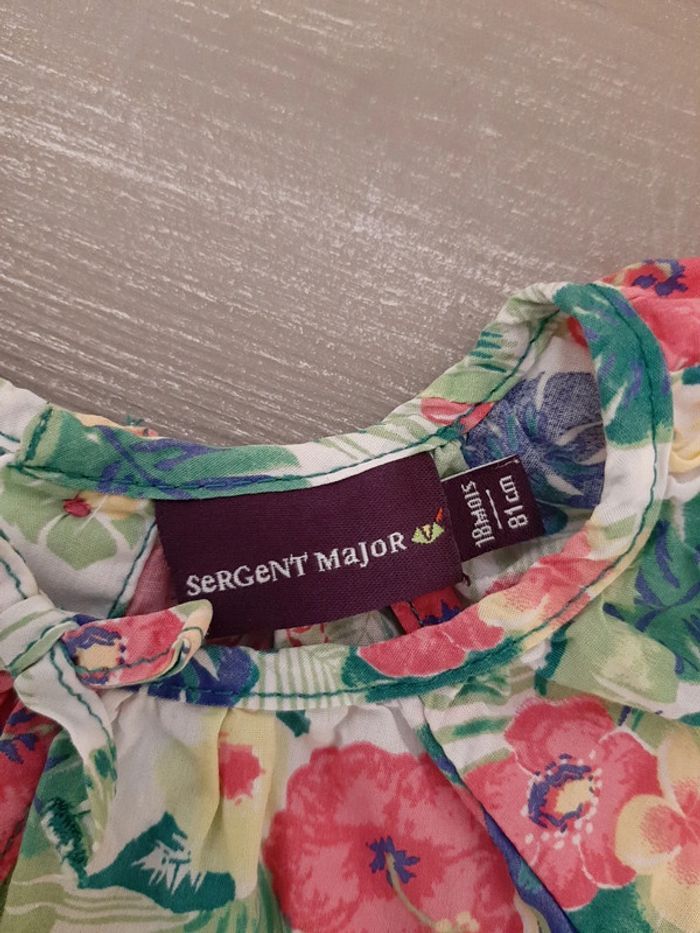 SeRGeNT MaJoR
18MOIS
81cm